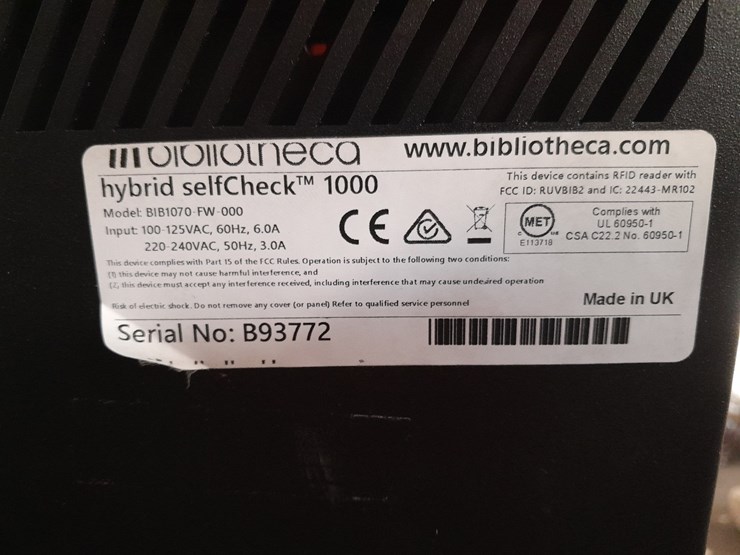 bibliotheca
www.bibliotheca.com
hybrid selfCheck™ 1000
This device contains RFID reader with
FCC ID: RUVBIB2 and IC: 22443-MR102
Model: BIB1070-FW-000
Input: 100-125VAC, 60Hz, 6.0A
220-240VAC, 50Hz, 3.0A
CE
MET
C US
E113718
Complies with
UL 60950-1
CSA C22.2 No. 60950-1
This device complies with Part 15 of the FCC Rules. Operation is subject to the following two conditions:
(1) this device may not cause harmful interference, and
(2, this device must accept any interference received, including interference that may cause undesired operation
Risk of electric shock. Do not remove any cover (or panel) Refer to qualified service personnel
Made in UK
Serial No: B93772